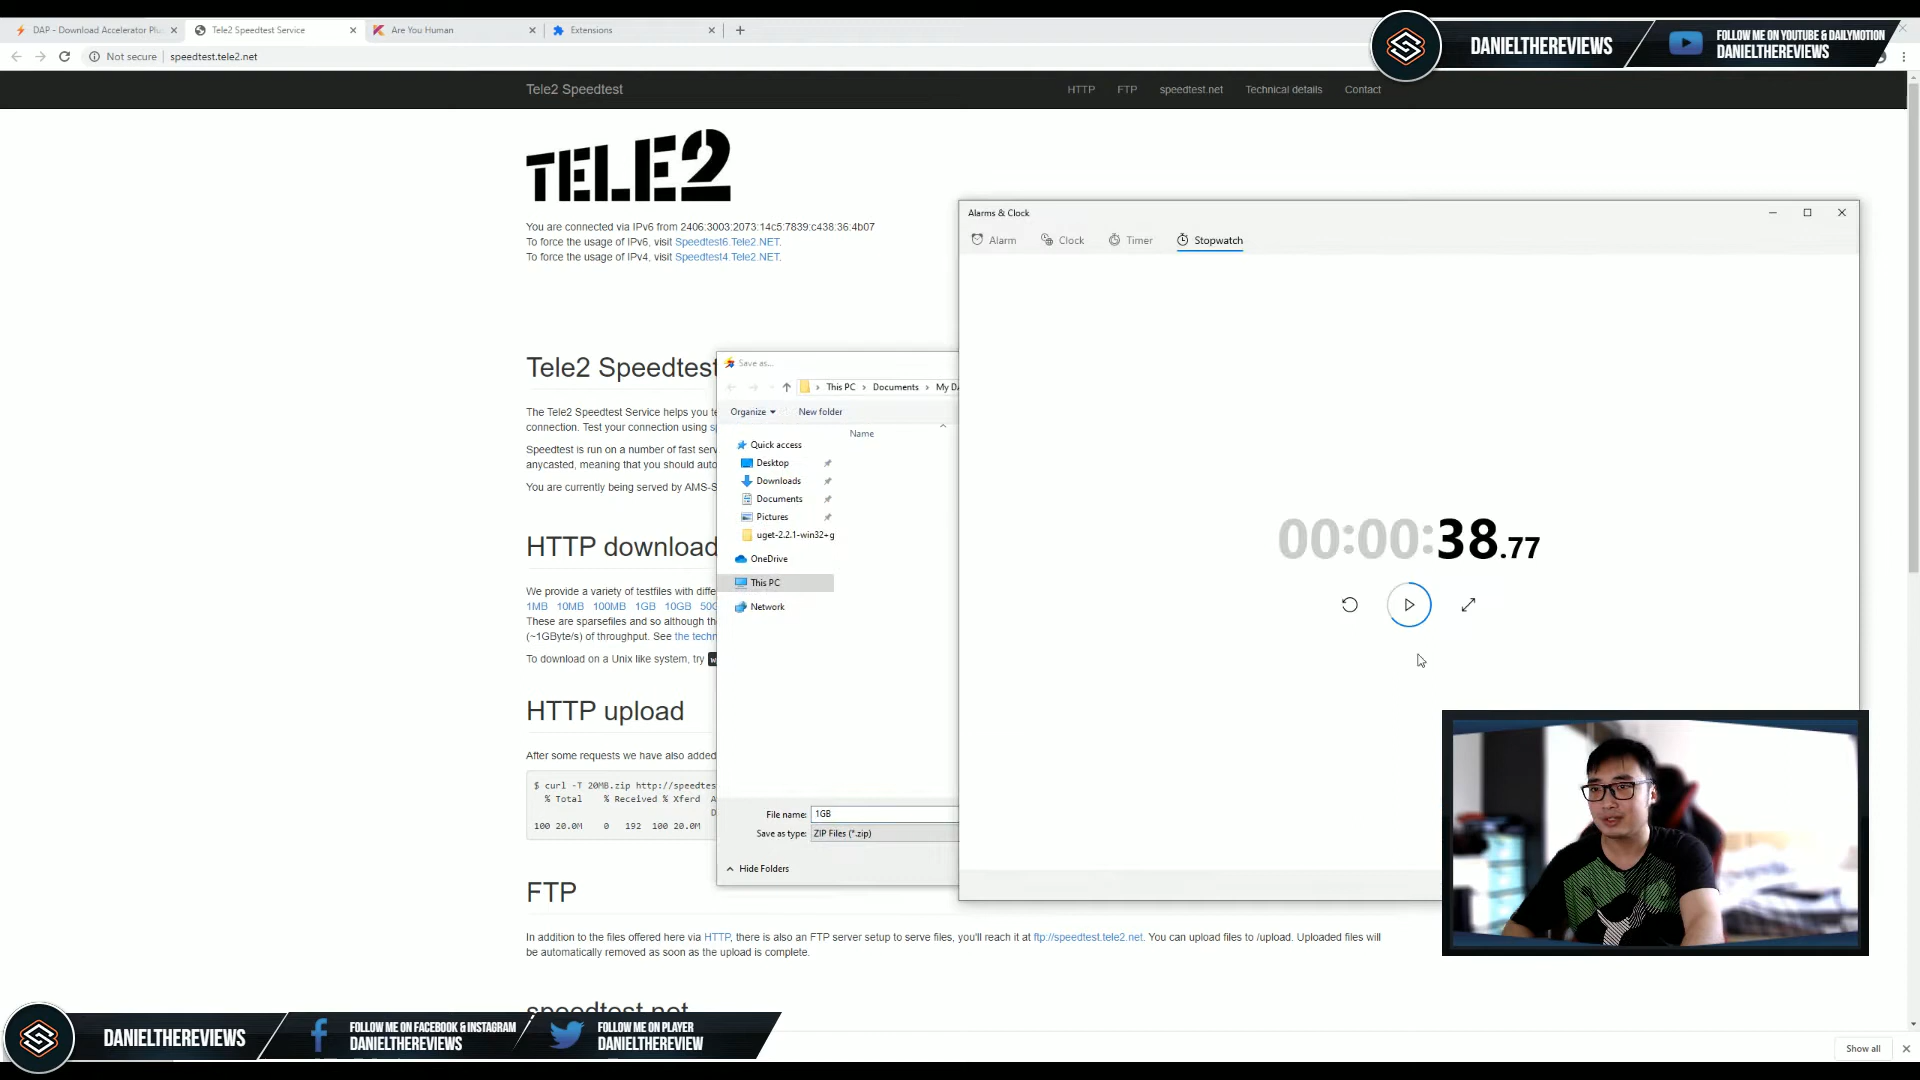 DAP - Download Accelerator Plu
Tele2 Speedtest Service
Are You Human
Extensions
Not secure
speedtest.tele2.net
DANIELTHEREVIEWS
FOLLOW ME ON YOUTUBE & DAILYMOTION
DANIELTHEREVIEWS
Tele2 Speedtest
HTTP FTP speedtest.net Technical details Contact
TELE2
You are connected via IPv6 from 2406:3003:2073:14c5:7839:c438:36:4b07
To force the usage of IPv6, visit Speedtest6.Tele2.NET.
To force the usage of IPv4, visit Speedtest4.Tele2.NET.
Tele2 Speedtest
The Tele2 Speedtest Service helps you te
connection. Test your connection using s
Speedtest is run on a number of fast serv
anycasted, meaning that you should auto
You are currently being served by AMS-S
HTTP download
We provide a variety of testfiles with diffe
1MB 10MB 100MB 1GB 10GB 50G
These are sparsefiles and so although th
(~1GByte/s) of throughput. See the techn
To download on a Unix like system, try w
HTTP upload
After some requests we have also added
$ curl -T 20MB.zip http://speedtes
% Total % Received % Xferd A
D
100 20.0M 0 192 100 20.0M
FTP
In addition to the files offered here via HTTP, there is also an FTP server setup to serve files, you'll reach it at ftp://speedtest.tele2.net. You can upload files to /upload. Uploaded files will
be automatically removed as soon as the upload is complete.
speedtest.net
Save as...
This PC › Documents › My DA
Organize New folder
Name
Quick access
Desktop
Downloads
Documents
Pictures
uget-2.2.1-win32+g
OneDrive
This PC
Network
File name: 1GB
Save as type: ZIP Files (*.zip)
Hide Folders
Alarms & Clock
Alarm Clock Timer Stopwatch
00:00:38.77
DANIELTHEREVIEWS
FOLLOW ME ON FACEBOOK & INSTAGRAM
DANIELTHEREVIEWS
FOLLOW ME ON PLAYER
DANIELTHEREVIEW
Show all